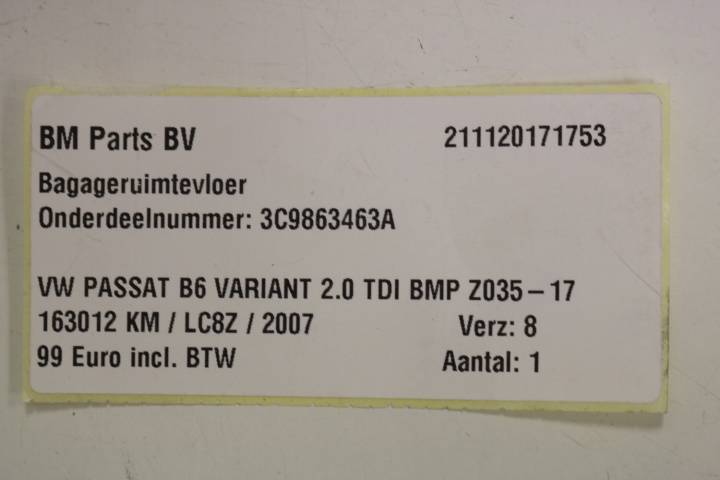 BM Parts BV 211120171753
Bagageruimtevloer
Onderdeelnummer: 3C9863463A
VW PASSAT B6 VARIANT 2.0 TDI BMP Z035-17
163012 KM / LC8Z / 2007 Verz: 8
99 Euro incl. BTW Aantal: 1